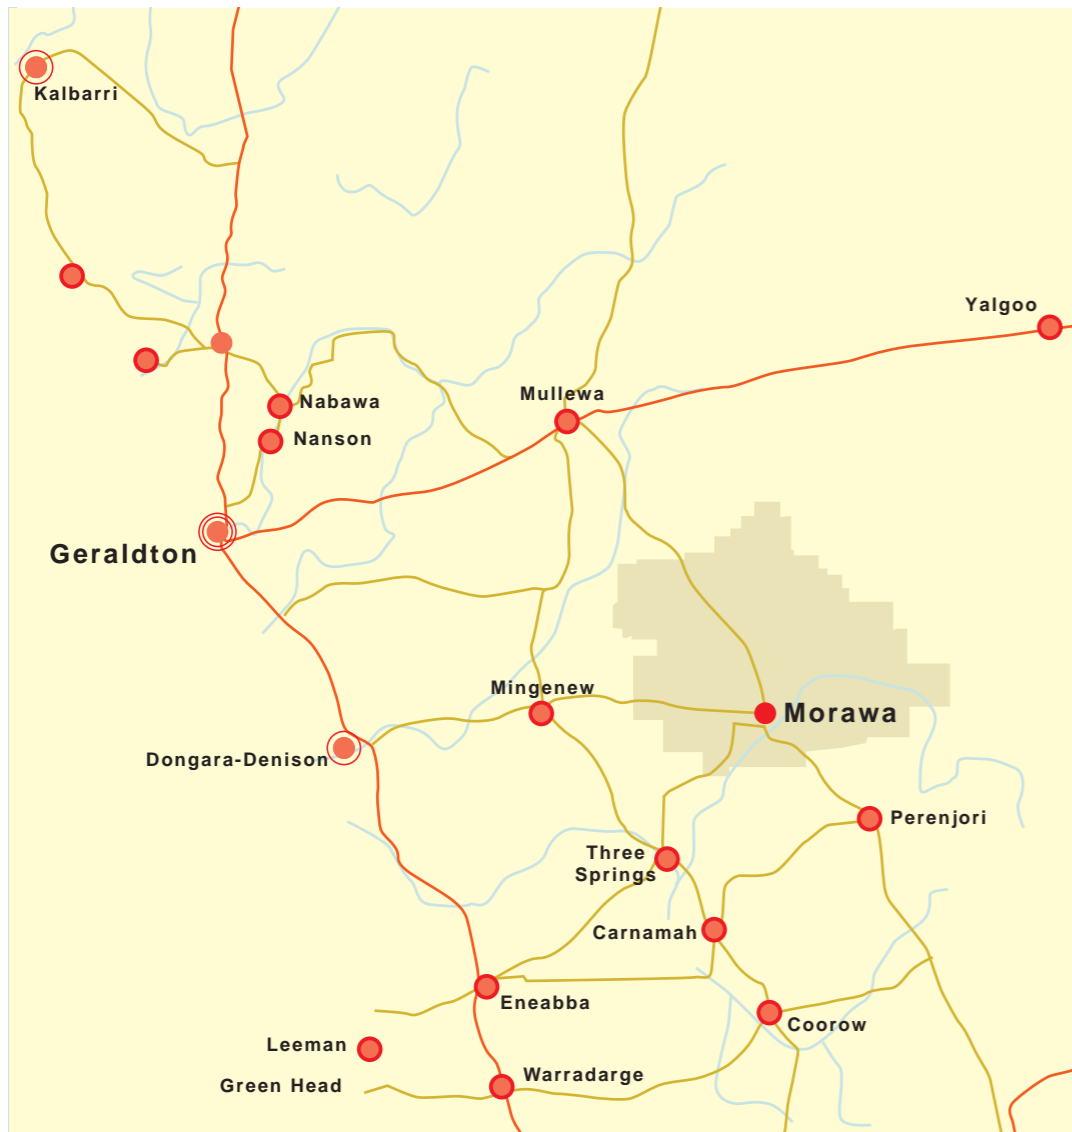 Kalbarri
Yalgoo
Mullewa
Nabawa
Nanson
Geraldton
Mingenew
Morawa
Dongara-Denison
Perenjori
Three
Springs
Carnamah
Eneabba
Coorow
Leeman
Warradarge
Green Head